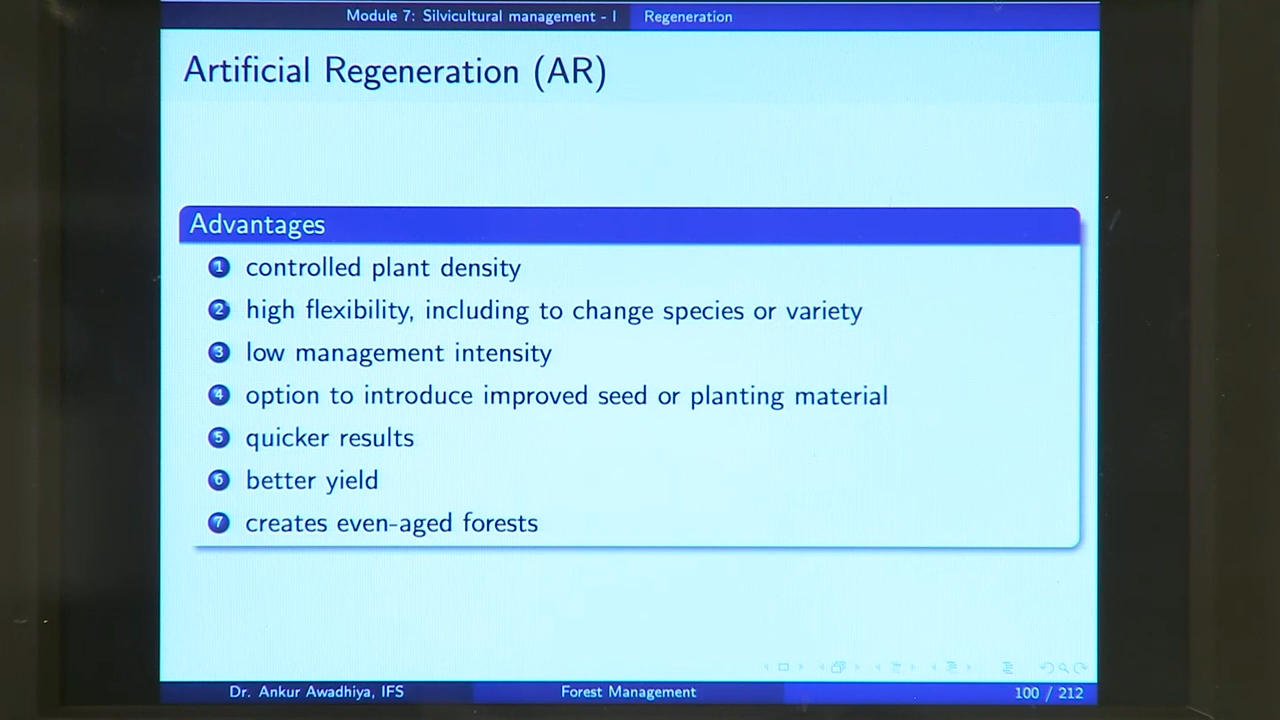 Module 7: Silvicultural management - I Regeneration
Artificial Regeneration (AR)
Advantages
1 controlled plant density
2 high flexibility, including to change species or variety
3 low management intensity
4 option to introduce improved seed or planting material
5 quicker results
6 better yield
7 creates even-aged forests
Dr. Ankur Awadhiya, IFS Forest Management 100 / 212